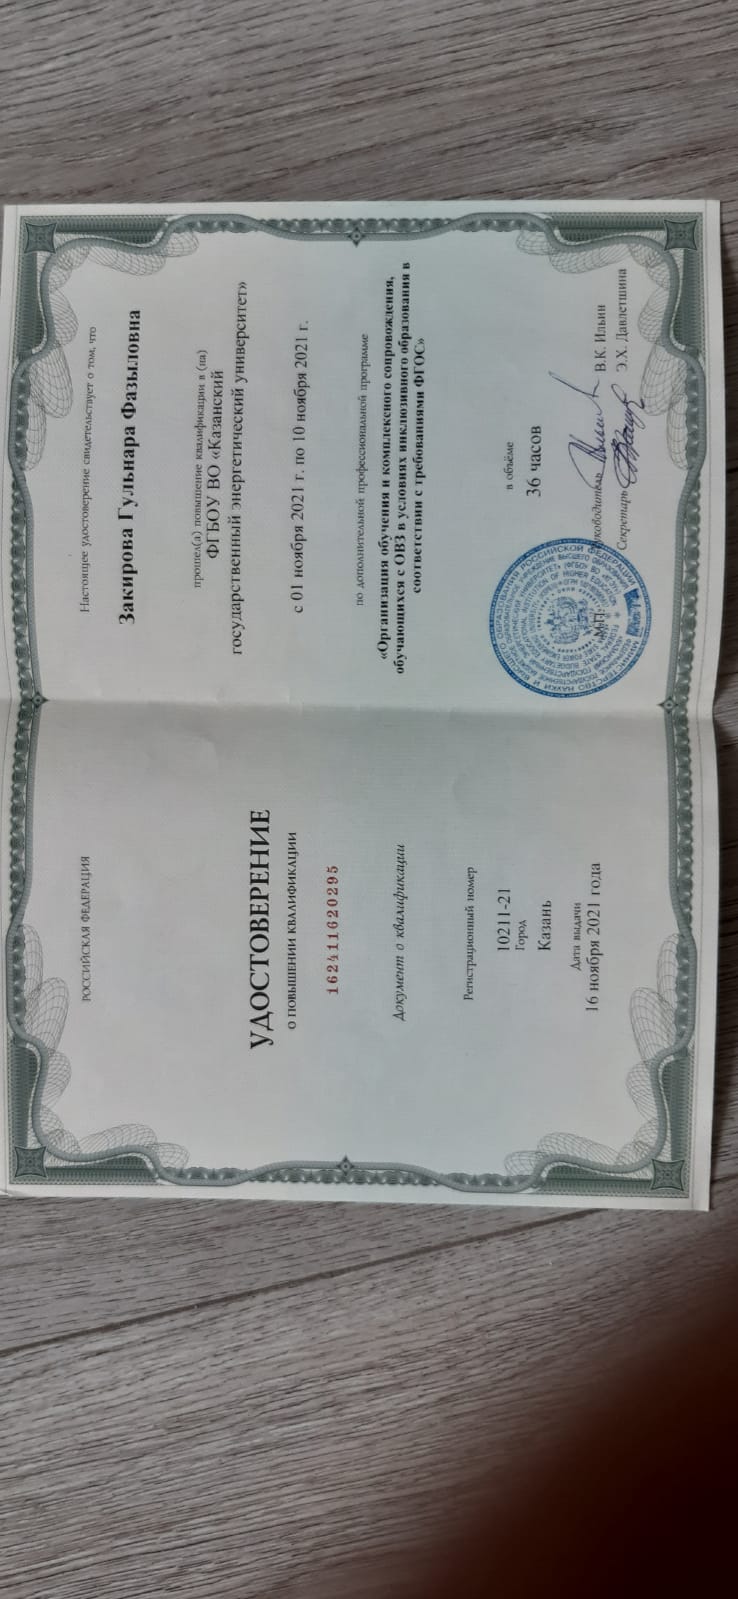 РОССИЙСКАЯ ФЕДЕРАЦИЯ
УДОСТОВЕРЕНИЕ
О ПОВЫШЕНИИ КВАЛИФИКАЦИИ
162411620295
Документ о квалификации
Регистрационный номер
10211-21
Город
Казань
Дата выдачи
16 ноября 2021 года
Настоящее удостоверение свидетельствует о том, что
Закирова Гульнара Фазыловна
прошел(а) повышение квалификации в (на)
ФГБОУ ВО «Казанский
государственный энергетический университет»
с 01 ноября 2021 г. по 10 ноября 2021 г.
по дополнительной профессиональной программе
«Организация обучения и комплексного сопровождения,
обучающихся с ОВЗ в условиях инклюзивного образования в
соответствии с требованиями ФГОС»
в объёме
36 часов
Руководитель В.К. Ильин
Секретарь Э.Х. Давлетшина
М.П.